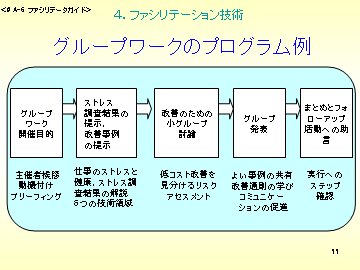 <# A-6 ファシリテータガイド>
4. ファシリテーション技術
グループワークのプログラム例
グループ
ワーク
開催目的
ストレス
調査結果の
提示、
改善事例
の提示
改善のための
小グループ
討論
グループ
発表
まとめとフォ
ローアップ
活動への助
言
主催者挨拶
動機付け
ブリーフィング
仕事のストレスと
健康，ストレス調
査結果の解説
6つの技術領域
低コスト改善を
見分けるリスク
アセスメント
よい事例の共有
改善通則の学び
コミュニケー
ションの促進
実行への
ステップ
確認
11